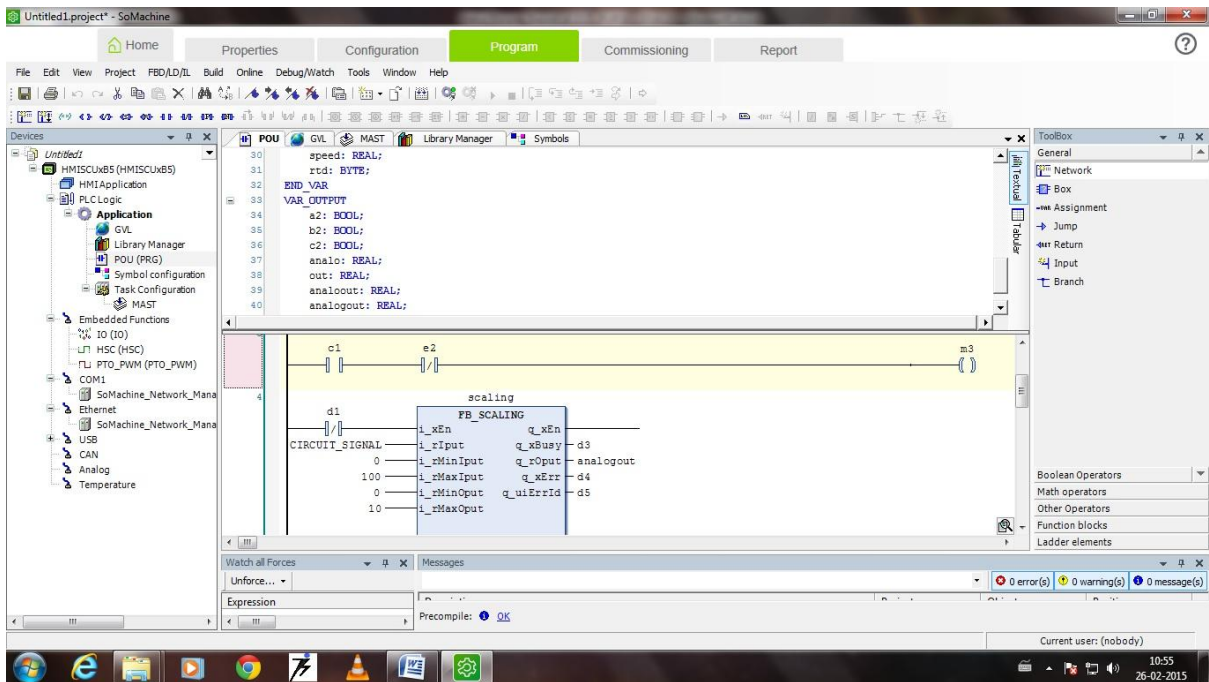 Untitled1.project* - SoMachine
Home
Properties
Configuration
Program
Commissioning
Report
File Edit View Project FBD/LD/IL Build Online Debug/Watch Tools Window Help
Devices
POU
GVL
MAST
Library Manager
Symbols
ToolBox
Untitled1
HMISCUxB5 (HMISCUxB5)
HMIApplication
PLC Logic
Application
GVL
Library Manager
POU (PRG)
Symbol configuration
Task Configuration
MAST
Embedded Functions
IO (IO)
HSC (HSC)
PTO_PWM (PTO_PWM)
COM1
SoMachine_Network_Mana
Ethernet
SoMachine_Network_Mana
USB
CAN
Analog
Temperature
30 speed: REAL;
31 rtd: BYTE;
32 END_VAR
33 VAR_OUTPUT
34 a2: BOOL;
35 b2: BOOL;
36 c2: BOOL;
37 analo: REAL;
38 out: REAL;
39 analoout: REAL;
40 analogout: REAL;
Textual
Tabular
c1 e2 m3
4
scaling
d1 FB_SCALING
i_xEn q_xEn
CIRCUIT_SIGNAL i_rIput q_xBusy d3
0 i_rMinIput q_rOput analogout
100 i_rMaxIput q_xErr d4
0 i_rMinOput q_uiErrId d5
10 i_rMaxOput
General
Network
Box
Assignment
Jump
Return
Input
Branch
Boolean Operators
Math operators
Other Operators
Function blocks
Ladder elements
Watch all Forces
Messages
Unforce...
0 error(s) 0 warning(s) 0 message(s)
Expression
Precompile: OK
Current user: (nobody)
10:55
26-02-2015